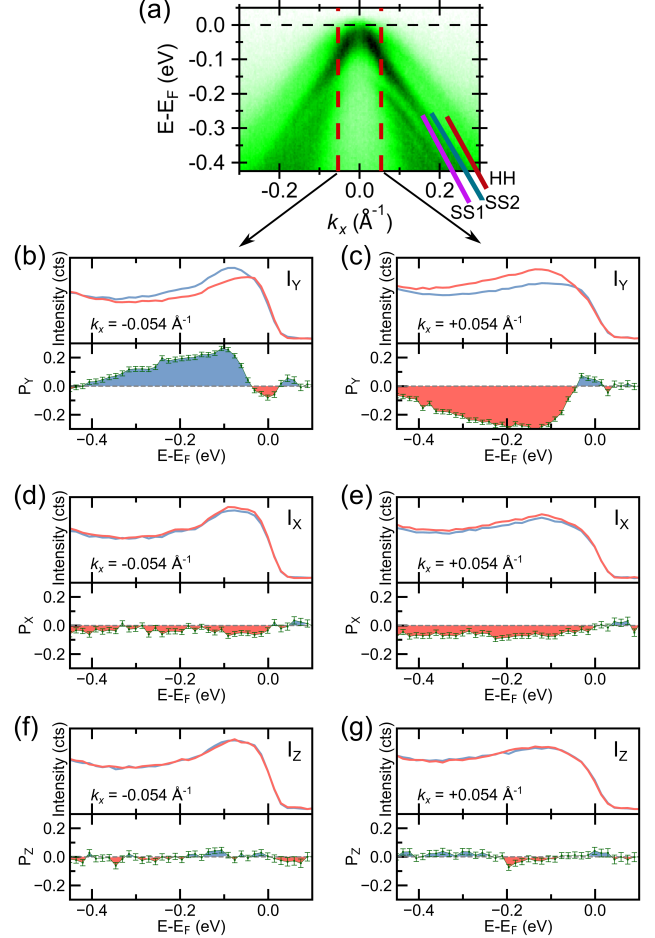 (a)
E-E_F (eV)
0.0
-0.1
-0.2
-0.3
-0.4
HH
SS2
SS1
0.0
0.2
k_x (Å⁻¹)
(b)
Intensity (cts)
I_Y
k_x = -0.054 Å⁻¹
P_Y
0.2
0.0
−0.2
−0.4
−0.2
0.0
E-E_F (eV)
(c)
Intensity (cts)
I_Y
k_x = +0.054 Å⁻¹
P_Y
0.2
0.0
−0.2
−0.4
−0.2
0.0
E-E_F (eV)
(d)
Intensity (cts)
I_X
k_x = -0.054 Å⁻¹
P_X
0.2
0.0
−0.2
−0.4
−0.2
0.0
E-E_F (eV)
(e)
Intensity (cts)
I_X
k_x = +0.054 Å⁻¹
P_X
0.2
0.0
−0.2
−0.4
−0.2
0.0
E-E_F (eV)
(f)
Intensity (cts)
I_Z
k_x = -0.054 Å⁻¹
P_Z
0.2
0.0
−0.2
−0.4
−0.2
0.0
E-E_F (eV)
(g)
Intensity (cts)
I_Z
k_x = +0.054 Å⁻¹
P_Z
0.2
0.0
−0.2
−0.4
−0.2
0.0
E-E_F (eV)